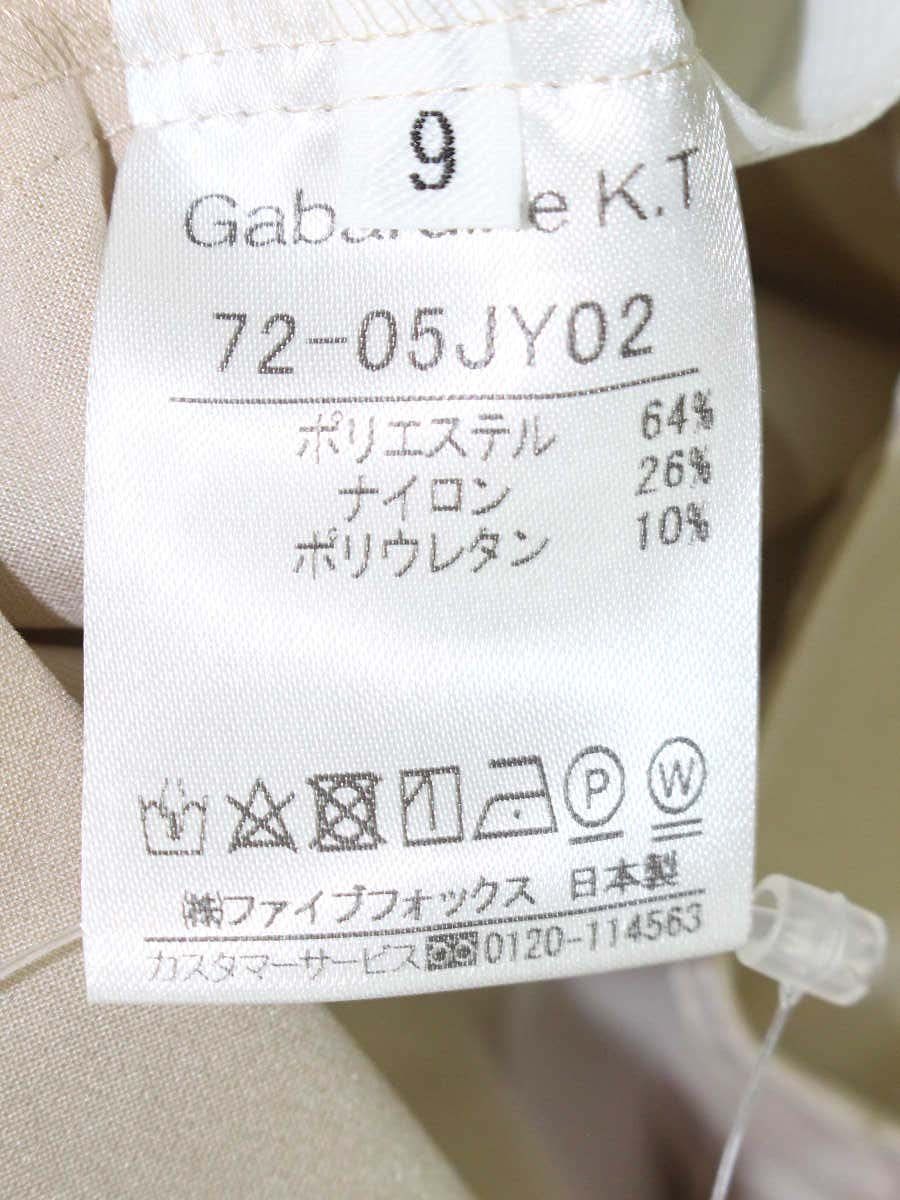 9
Gabardine K.T
72-05JY02
ポリエステル 64%
ナイロン 26%
ポリウレタン 10%
P W
㈱ファイブフォックス 日本製
カスタマーサービス 0120-114563